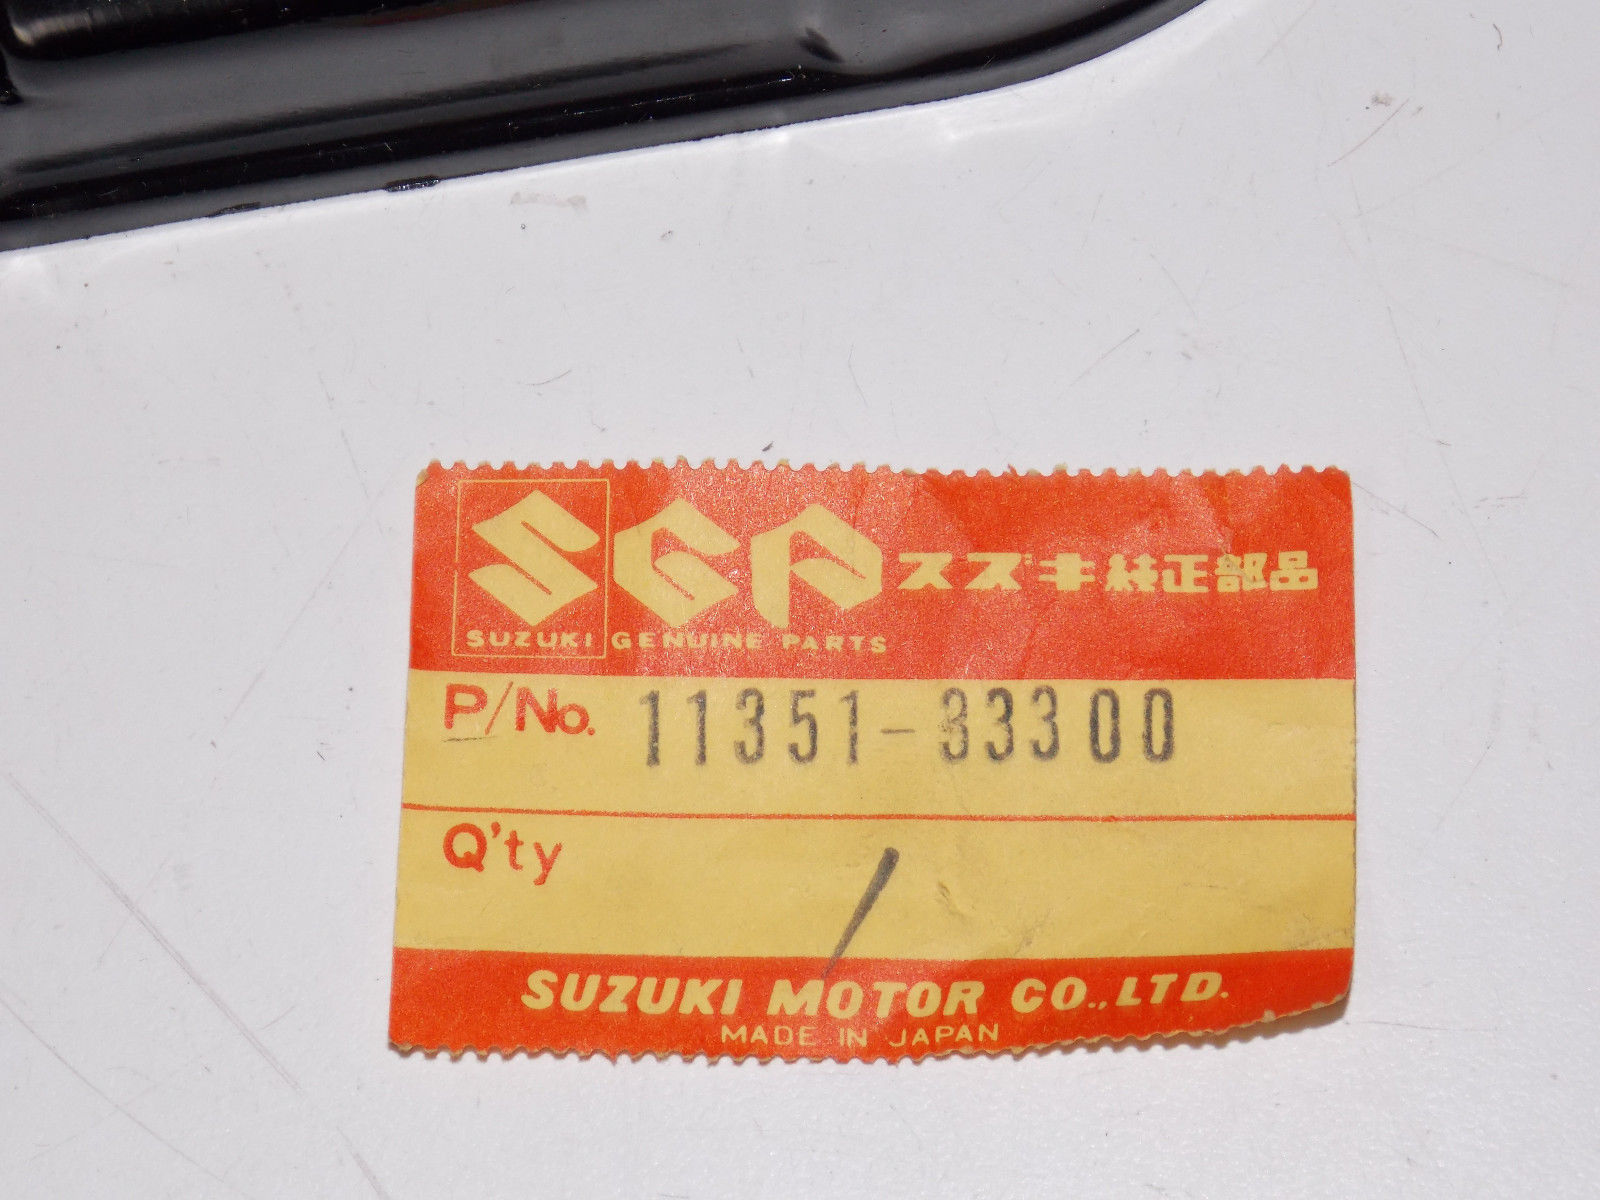 SGP スズキ純正部品
SUZUKI GENUINE PARTS
P/No. 11351-33300
Q'ty /
SUZUKI MOTOR CO.,LTD.
MADE IN JAPAN